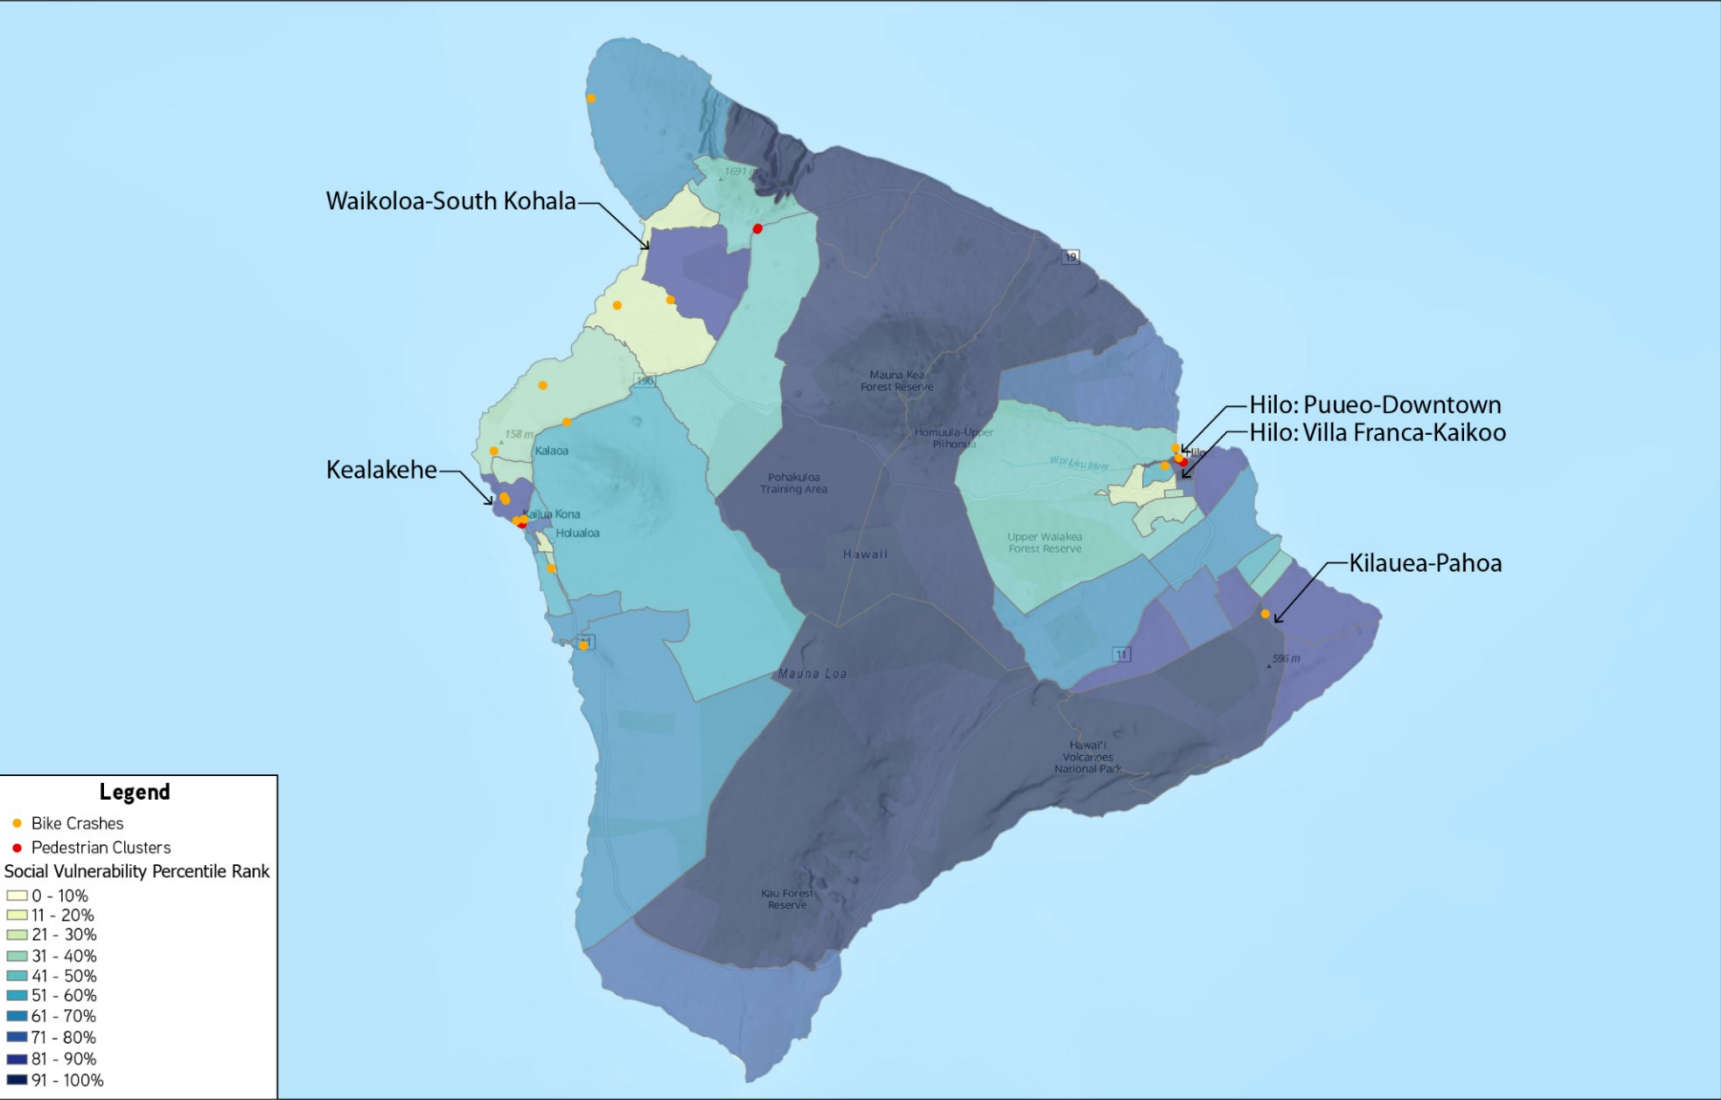 1691 m
Waikoloa-South Kohala
19
190
Mauna Kea
Forest Reserve
Hilo: Puueo-Downtown
Hilo: Villa Franca-Kaikoo
158 m
Kalaoa
Homuula-Upper
Piihonua
Hilo
Wailuku River
Kealakehe
Pohakuloa
Training Area
Kailua Kona
Holualoa
Upper Waiakea
Forest Reserve
Hawaii
Kilauea-Pahoa
11
11
596 m
Mauna Loa
Hawai'i
Volcanoes
National Park
Kau Forest
Reserve
Legend
Bike Crashes
Pedestrian Clusters
Social Vulnerability Percentile Rank
0 - 10%
11 - 20%
21 - 30%
31 - 40%
41 - 50%
51 - 60%
61 - 70%
71 - 80%
81 - 90%
91 - 100%